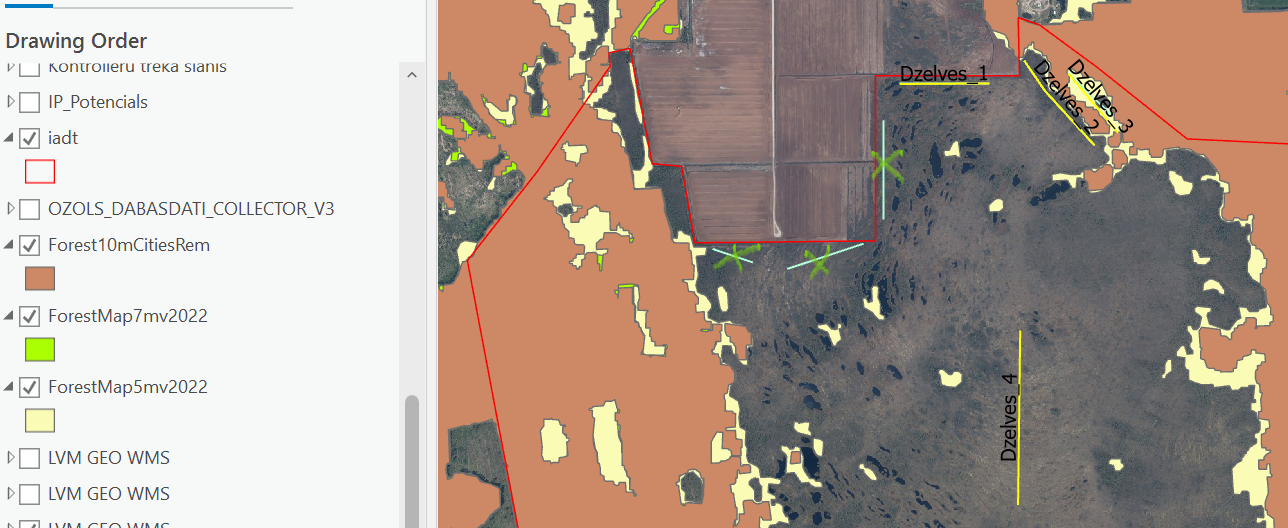 Drawing Order
Kontrolieru treka slānis
IP_Potencials
iadt
OZOLS_DABASDATI_COLLECTOR_V3
Forest10mCitiesRem
ForestMap7mv2022
ForestMap5mv2022
LVM GEO WMS
LVM GEO WMS
LVM GEO WMS
Dzelves_1
Dzelves_2
Dzelves_3
Dzelves_4